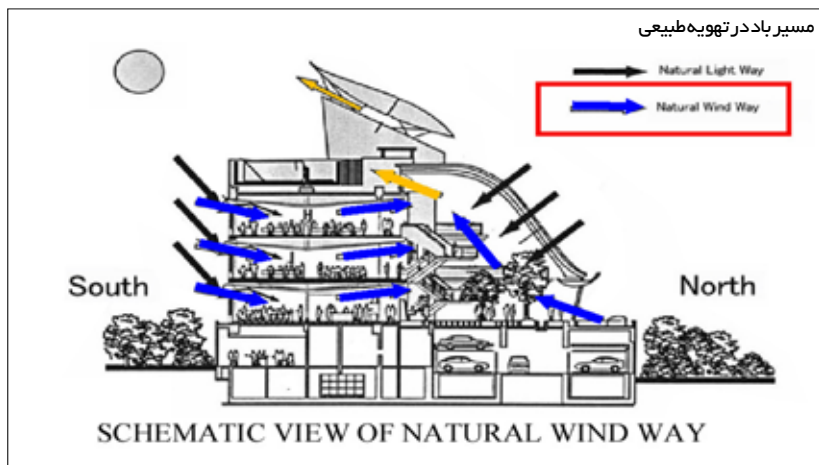 مسیر باد در تهویه طبیعی
Natural Light Way
Natural Wind Way
South
North
SCHEMATIC VIEW OF NATURAL WIND WAY